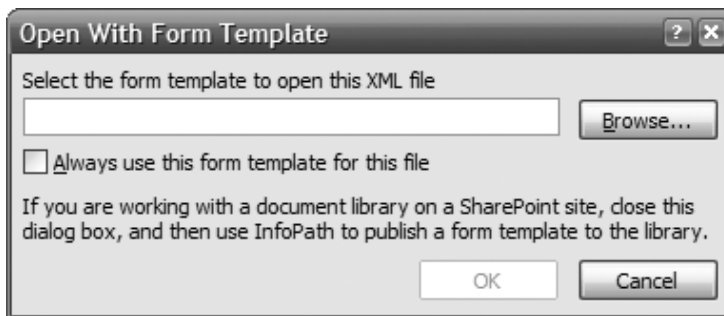 Open With Form Template
Select the form template to open this XML file
Browse...
Always use this form template for this file
If you are working with a document library on a SharePoint site, close this
dialog box, and then use InfoPath to publish a form template to the library.
OK Cancel